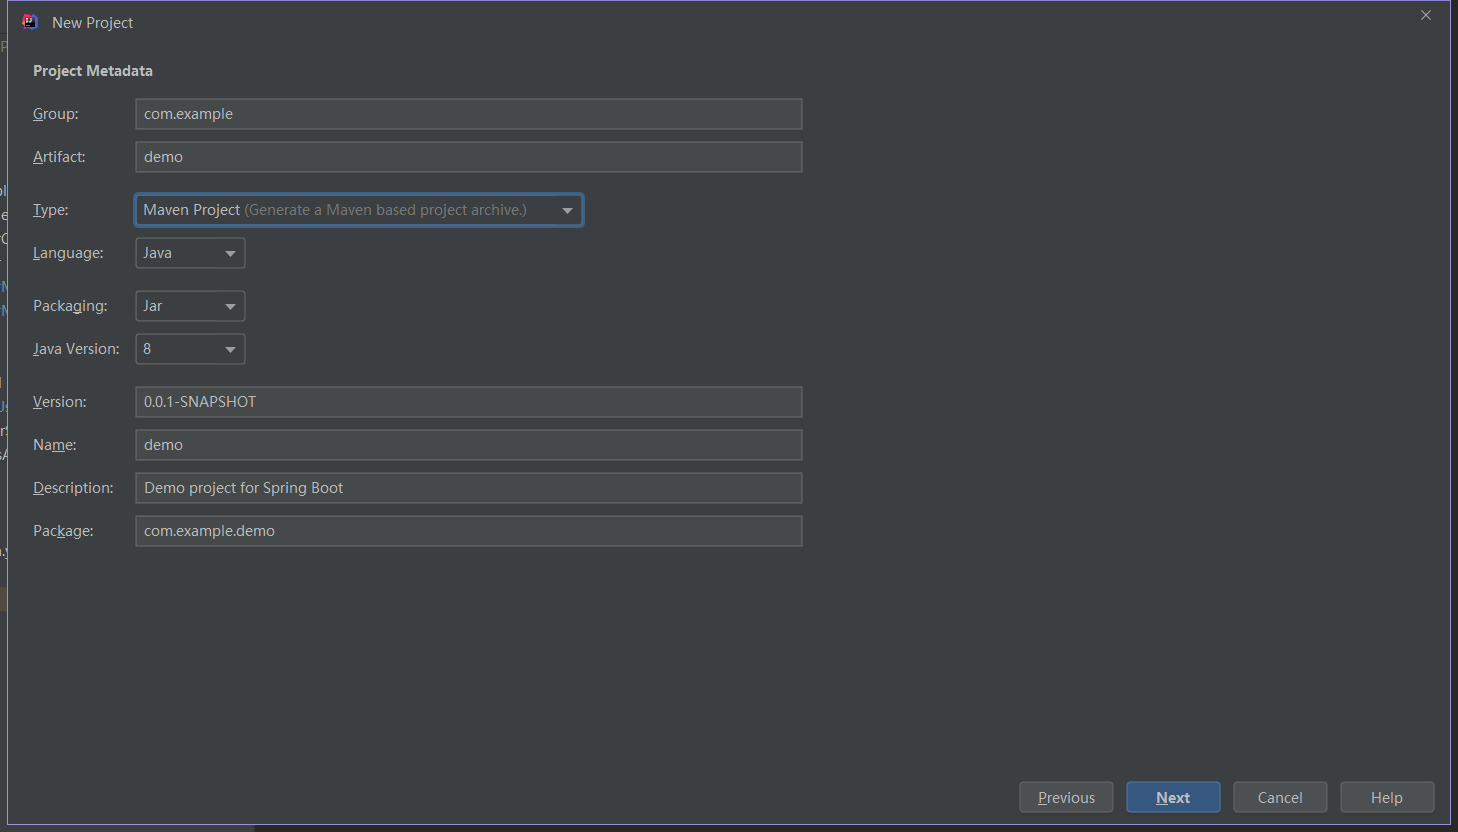 New Project
Project Metadata
Group: com.example
Artifact: demo
Type: Maven Project (Generate a Maven based project archive.)
Language: Java
Packaging: Jar
Java Version: 8
Version: 0.0.1-SNAPSHOT
Name: demo
Description: Demo project for Spring Boot
Package: com.example.demo
Previous Next Cancel Help